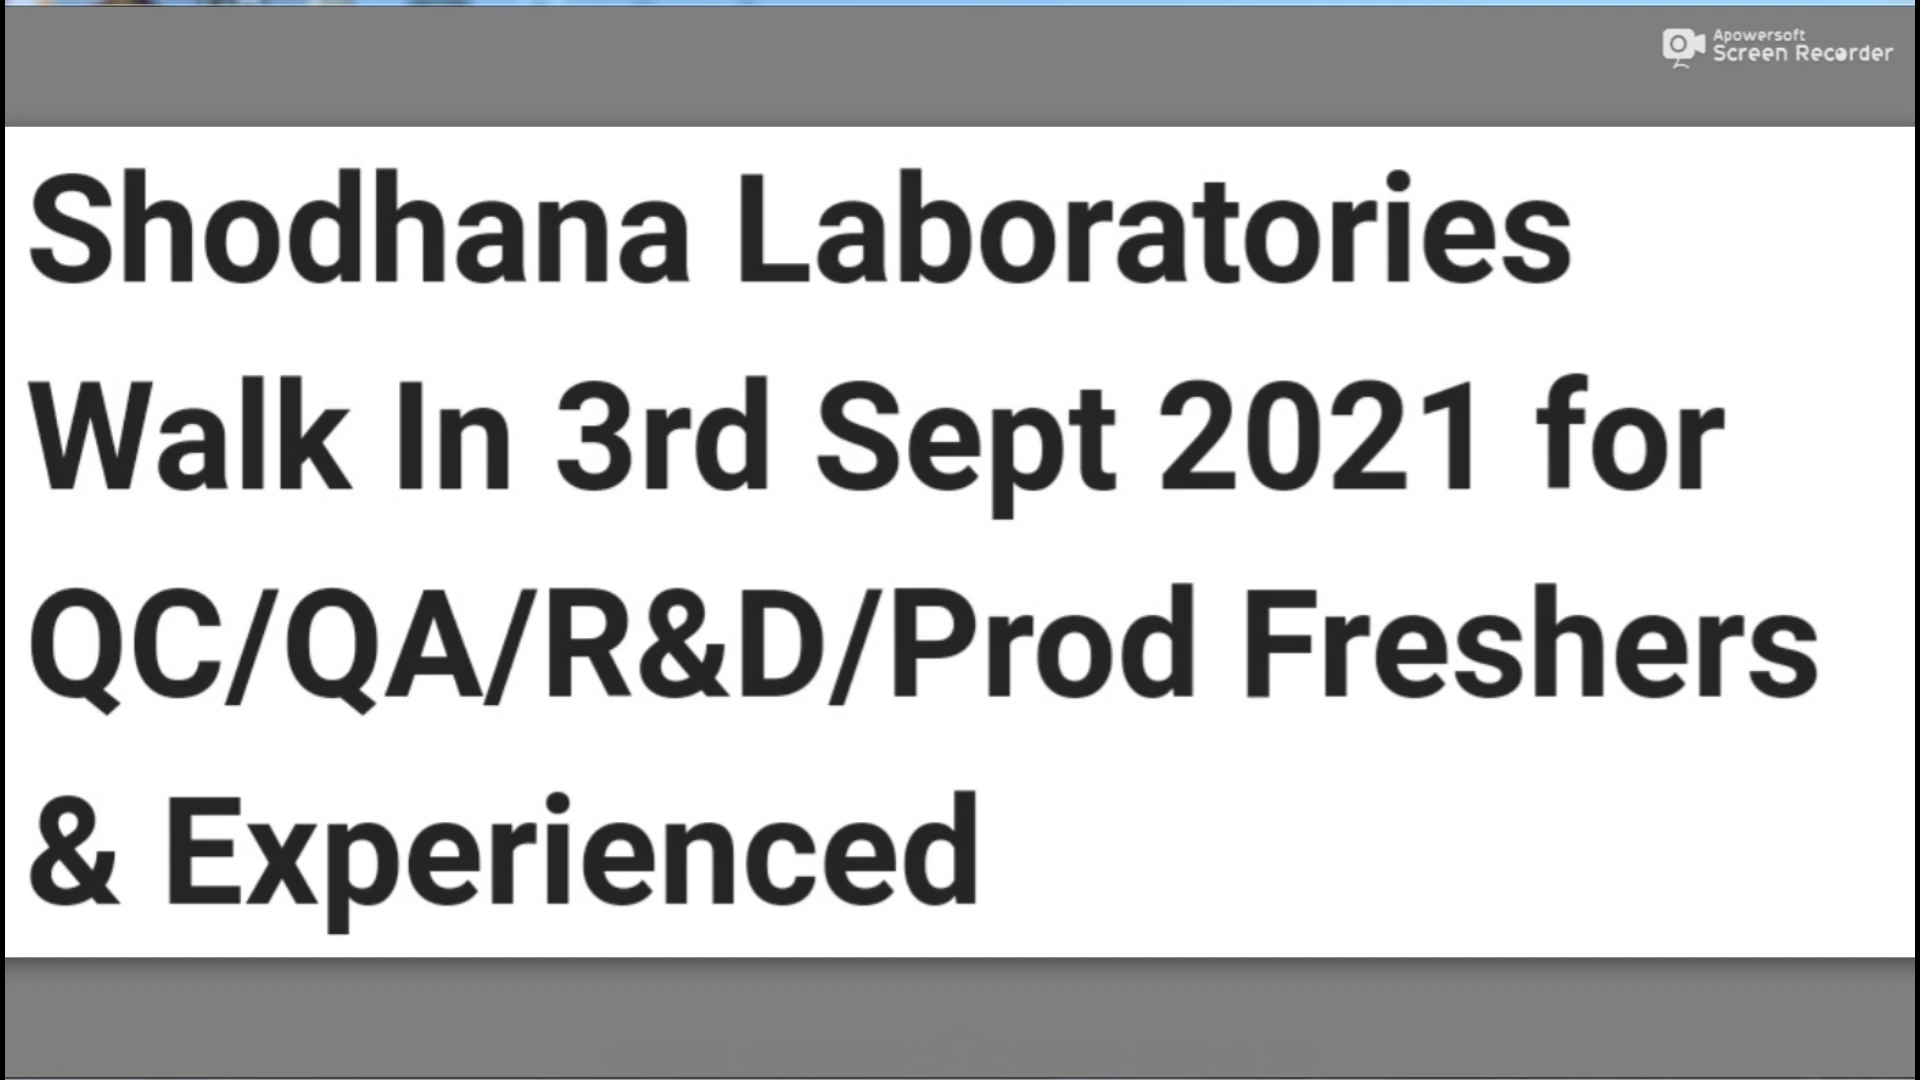 Apowersoft
Screen Recorder
Shodhana Laboratories
Walk In 3rd Sept 2021 for
QC/QA/R&D/Prod Freshers
& Experienced